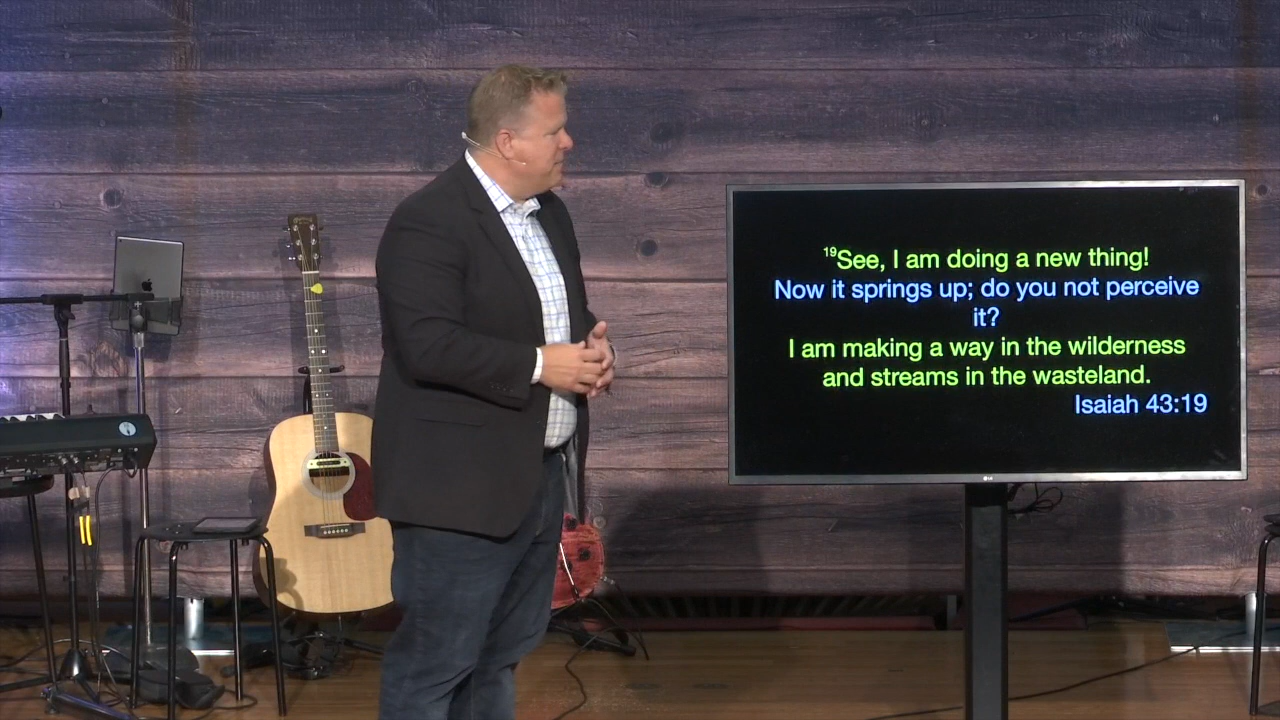 ¹⁹See, I am doing a new thing!
Now it springs up; do you not perceive
it?
I am making a way in the wilderness
and streams in the wasteland.
Isaiah 43:19
LG